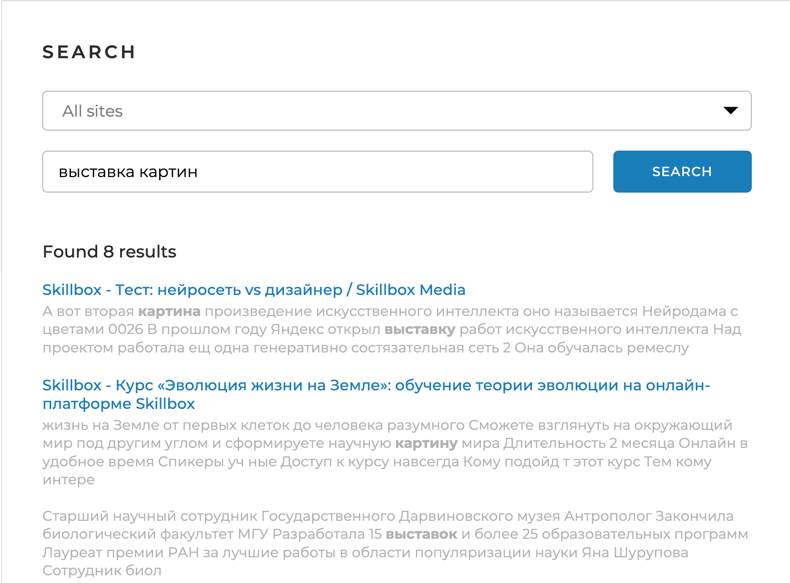 SEARCH
All sites
выставка картин
SEARCH
Found 8 results
Skillbox - Тест: нейросеть vs дизайнер / Skillbox Media
А вот вторая картина произведение искусственного интеллекта оно называется Нейродама с
цветами 0026 В прошлом году Яндекс открыл выставку работ искусственного интеллекта Над
проектом работала ещ одна генеративно состязательная сеть 2 Она обучалась ремеслу
Skillbox - Курс «Эволюция жизни на Земле»: обучение теории эволюции на онлайн-
платформе Skillbox
жизнь на Земле от первых клеток до человека разумного Сможете взглянуть на окружающий
мир под другим углом и сформируете научную картину мира Длительность 2 месяца Онлайн в
удобное время Спикеры уч ные Доступ к курсу навсегда Кому подойд т этот курс Тем кому
интере
Старший научный сотрудник Государственного Дарвиновского музея Антрополог Закончила
биологический факультет МГУ Разработала 15 выставок и более 25 образовательных программ
Лауреат премии РАН за лучшие работы в области популяризации науки Яна Шурупова
Сотрудник биол